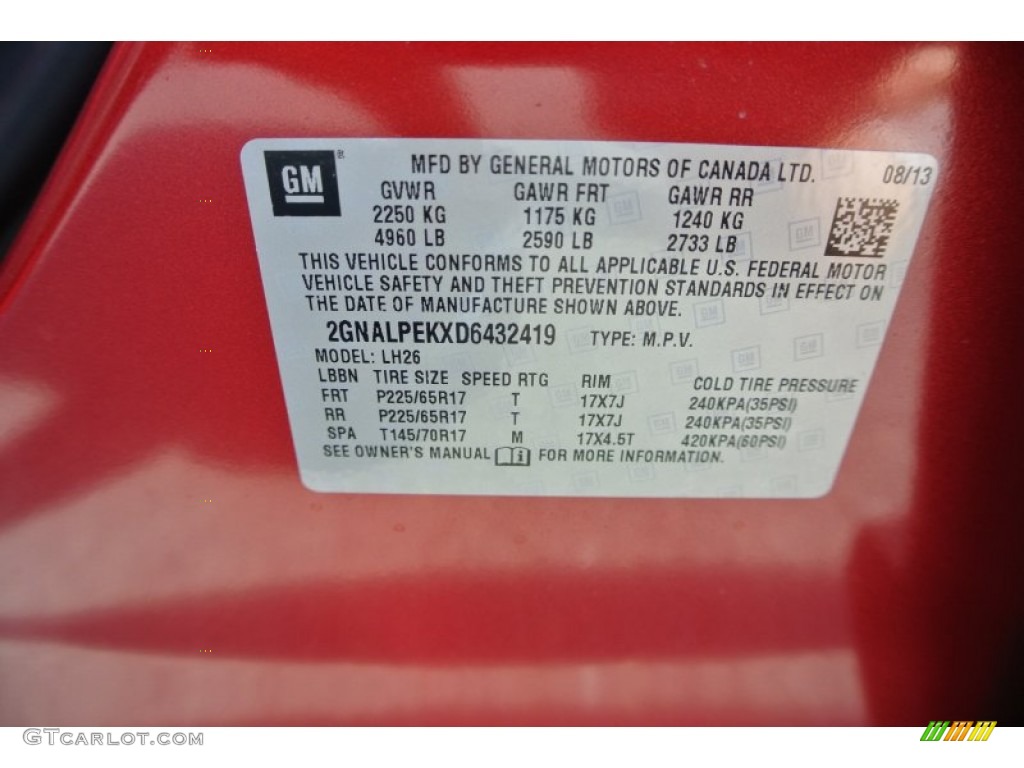 GM ® MFD BY GENERAL MOTORS OF CANADA LTD. 08/13
GVWR GAWR FRT GAWR RR
2250 KG 1175 KG 1240 KG
4960 LB 2590 LB 2733 LB
THIS VEHICLE CONFORMS TO ALL APPLICABLE U.S. FEDERAL MOTOR
VEHICLE SAFETY AND THEFT PREVENTION STANDARDS IN EFFECT ON
THE DATE OF MANUFACTURE SHOWN ABOVE.
2GNALPEKXD6432419 TYPE: M.P.V.
MODEL: LH26
LBBN TIRE SIZE SPEED RTG RIM COLD TIRE PRESSURE
FRT P225/65R17 T 17X7J 240KPA(35PSI)
RR P225/65R17 T 17X7J 240KPA(35PSI)
SPA T145/70R17 M 17X4.5T 420KPA(60PSI)
SEE OWNER'S MANUAL FOR MORE INFORMATION.
GTCarlot.com